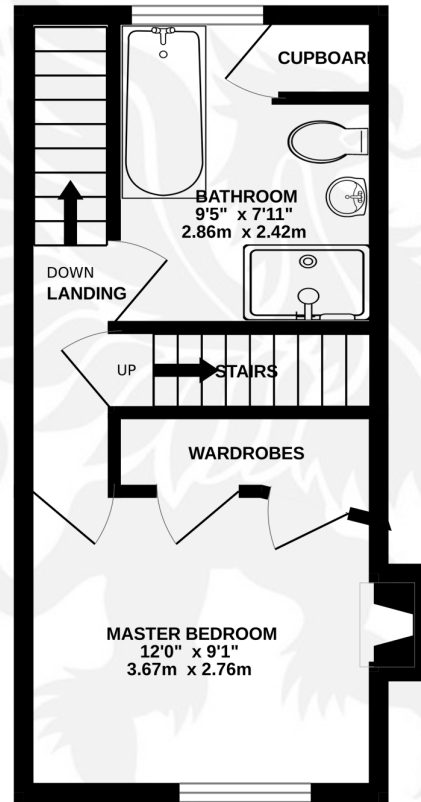 CUPBOAR
BATHROOM
9'5" x 7'11"
2.86m x 2.42m
DOWN
LANDING
UP
STAIRS
WARDROBES
MASTER BEDROOM
12'0" x 9'1"
3.67m x 2.76m